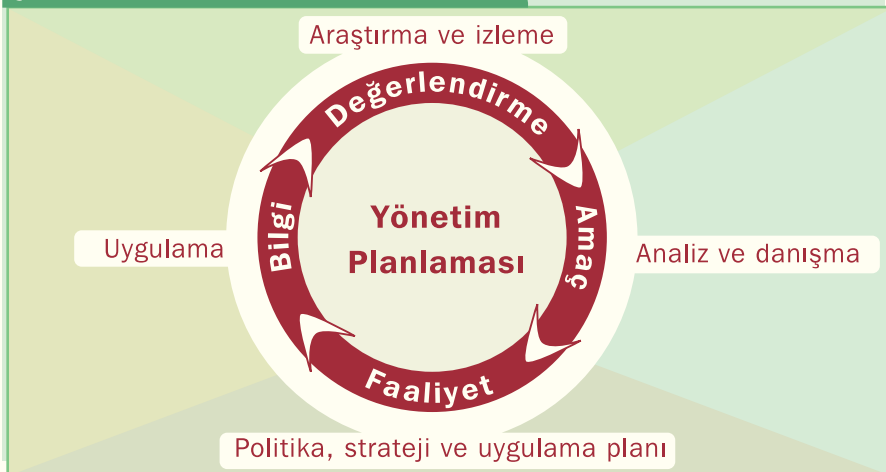 Araştırma ve izleme
Değerlendirme
Bilgi
Yönetim
Planlaması
Amaç
Uygulama
Analiz ve danışma
Faaliyet
Politika, strateji ve uygulama planı